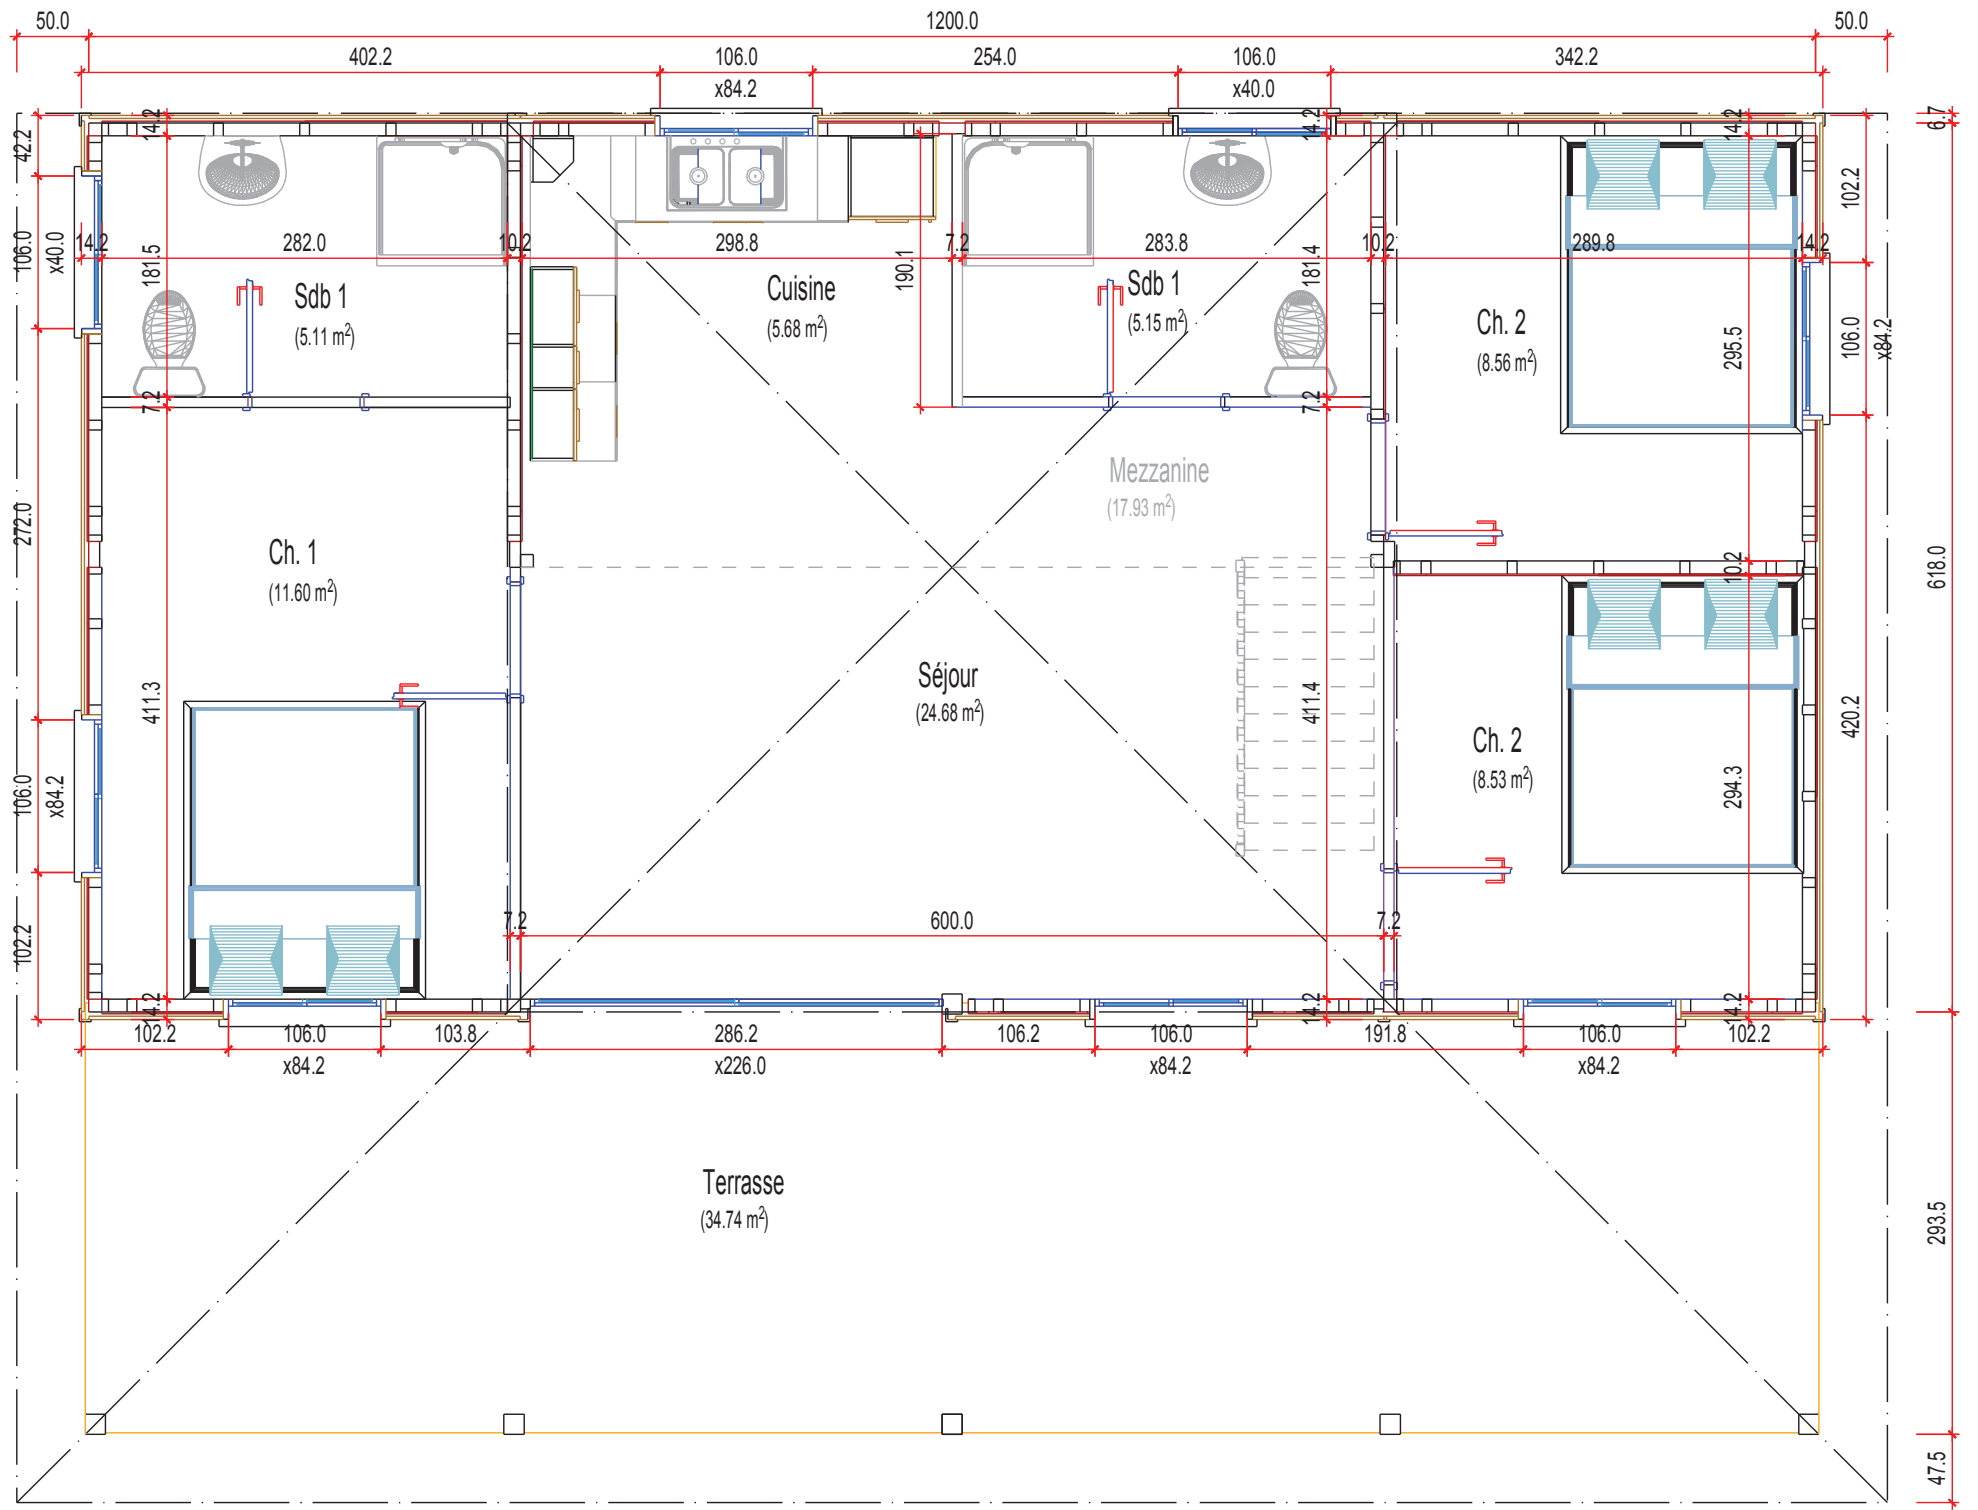 50.0
1200.0
50.0
402.2
106.0
254.0
106.0
342.2
x84.2
x40.0
42.2
14.2
14.2
14.2
6.7
102.2
106.0
x40.0
14.2
181.5
282.0
10.2
298.8
190.1
7.2
283.8
181.4
10.2
289.8
14.2
Sdb 1
(5.11 m²)
Cuisine
(5.68 m²)
Sdb 1
(5.15 m²)
Ch. 2
(8.56 m²)
295.5
106.0
x84.2
7.2
7.2
Mezzanine
(17.93 m²)
272.0
Ch. 1
(11.60 m²)
10.2
618.0
411.3
Séjour
(24.68 m²)
411.4
Ch. 2
(8.53 m²)
294.3
420.2
106.0
x84.2
102.2
7.2
600.0
7.2
14.2
14.2
14.2
102.2
106.0
103.8
286.2
106.2
106.0
191.8
106.0
102.2
x84.2
x226.0
x84.2
x84.2
Terrasse
(34.74 m²)
293.5
47.5